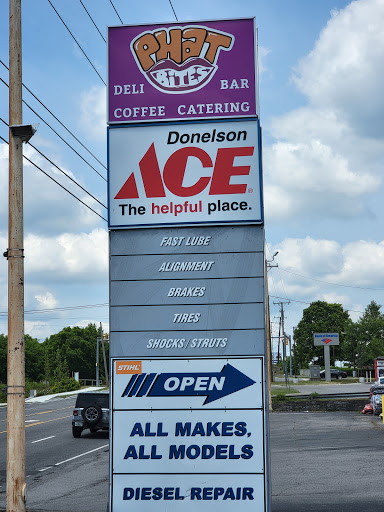 PHAT
BITES
DELI BAR
COFFEE CATERING
Donelson
ACE
The helpful place.
FAST LUBE
ALIGNMENT
BRAKES
TIRES
SHOCKS/STRUTS
STIHL
OPEN
ALL MAKES,
ALL MODELS
DIESEL REPAIR